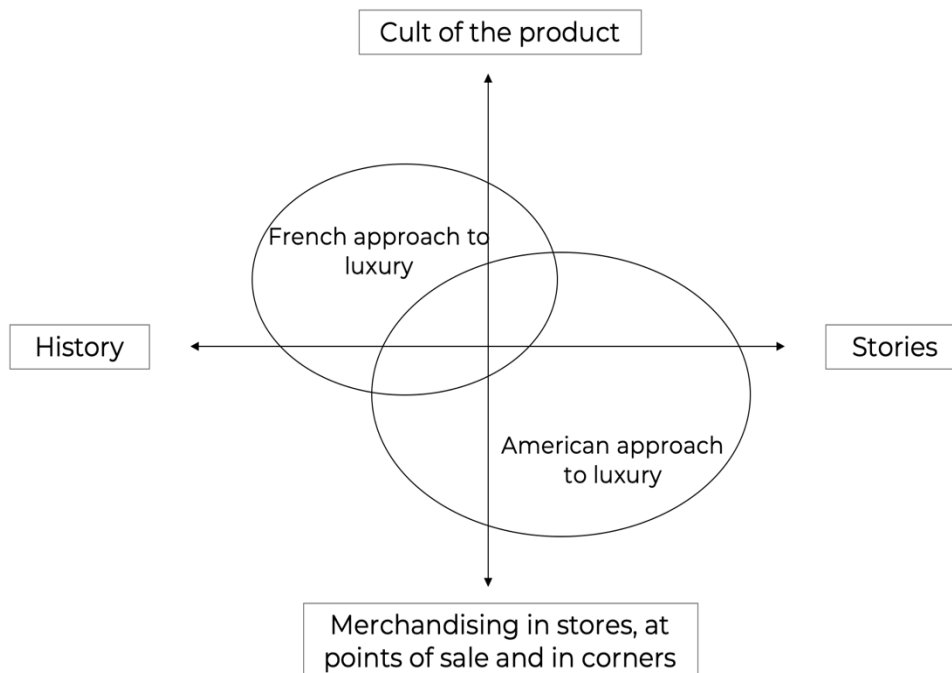 Cult of the product
French approach to
luxury
History
Stories
American approach
to luxury
Merchandising in stores, at
points of sale and in corners